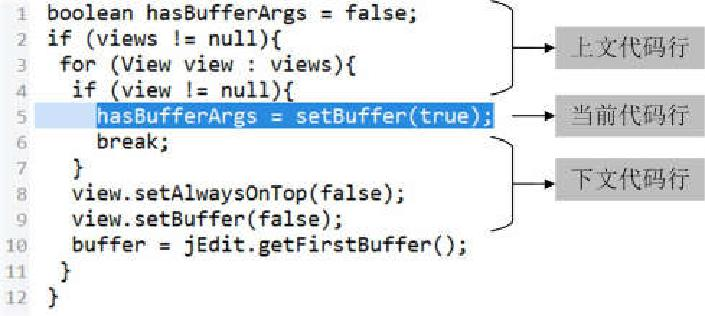 1 boolean hasBufferArgs = false;
2 if (views != null){
3 for (View view : views){
4 if (view != null){
5 hasBufferArgs = setBuffer(true);
6 break;
7 }
8 view.setAlwaysOnTop(false);
9 view.setBuffer(false);
10 buffer = jEdit.getFirstBuffer();
11 }
12 }
上文代码行
当前代码行
下文代码行